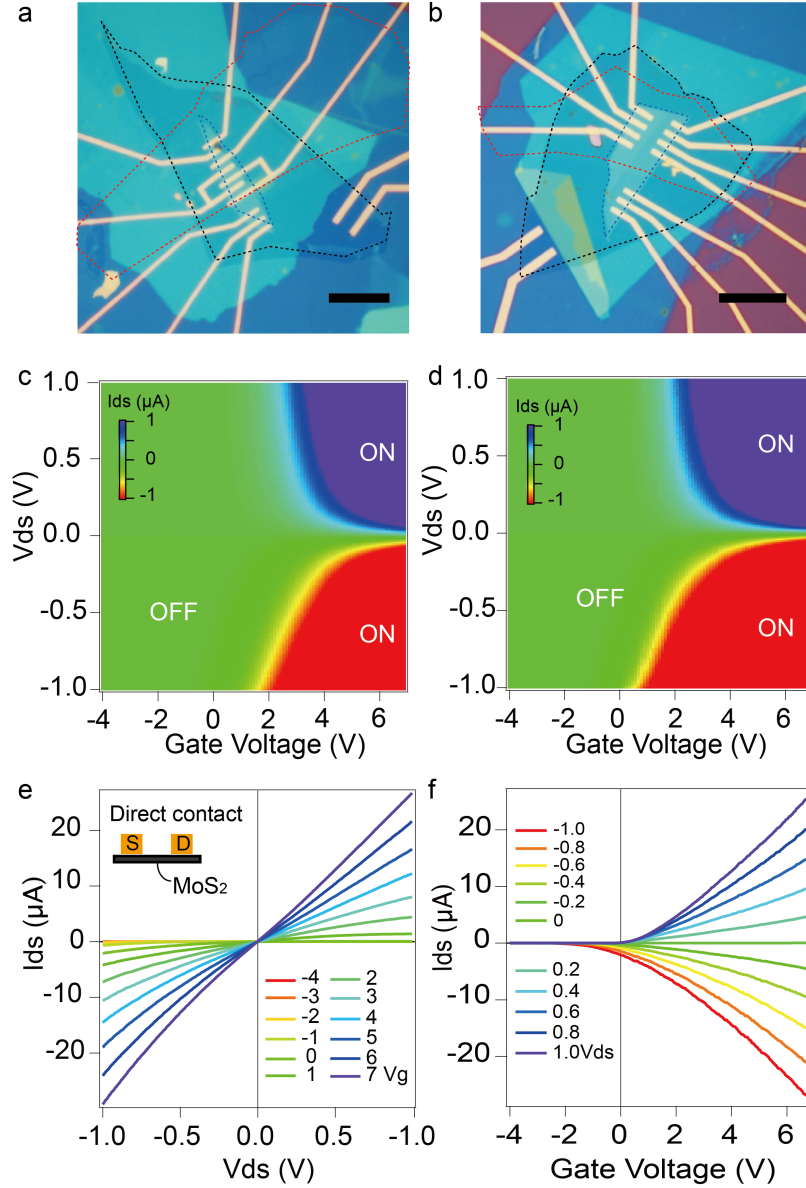 a
b
c
Ids (µA)
1
0
-1
ON
OFF
ON
1.0
0.5
0.0
-0.5
-1.0
Vds (V)
-4 -2 0 2 4 6
Gate Voltage (V)
d
Ids (µA)
1
0
-1
ON
OFF
ON
1.0
0.5
0.0
-0.5
-1.0
-4 -2 0 2 4 6
Gate Voltage (V)
e
Direct contact
S D
MoS2
20
10
0
-10
-20
Ids (µA)
-4 2
-3 3
-2 4
-1 5
0 6
1 7 Vg
-1.0 -0.5 0.0 0.5 -1.0
Vds (V)
f
-1.0
-0.8
-0.6
-0.4
-0.2
0
0.2
0.4
0.6
0.8
1.0Vds
20
10
0
-10
-20
Ids (µA)
-4 -2 0 2 4 6
Gate Voltage (V)